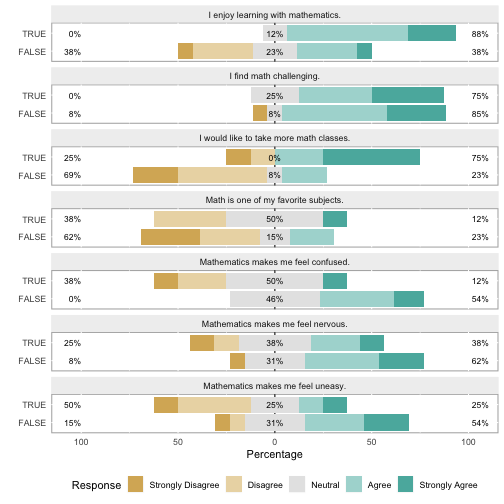 I enjoy learning with mathematics.
TRUE 0% 12% 88%
FALSE 38% 23% 38%
I find math challenging.
TRUE 0% 25% 75%
FALSE 8% 8% 85%
I would like to take more math classes.
TRUE 25% 0% 75%
FALSE 69% 8% 23%
Math is one of my favorite subjects.
TRUE 38% 50% 12%
FALSE 62% 15% 23%
Mathematics makes me feel confused.
TRUE 38% 50% 12%
FALSE 0% 46% 54%
Mathematics makes me feel nervous.
TRUE 25% 38% 38%
FALSE 8% 31% 62%
Mathematics makes me feel uneasy.
TRUE 50% 25% 25%
FALSE 15% 31% 54%
100 50 0 50 100
Percentage
Response Strongly Disagree Disagree Neutral Agree Strongly Agree